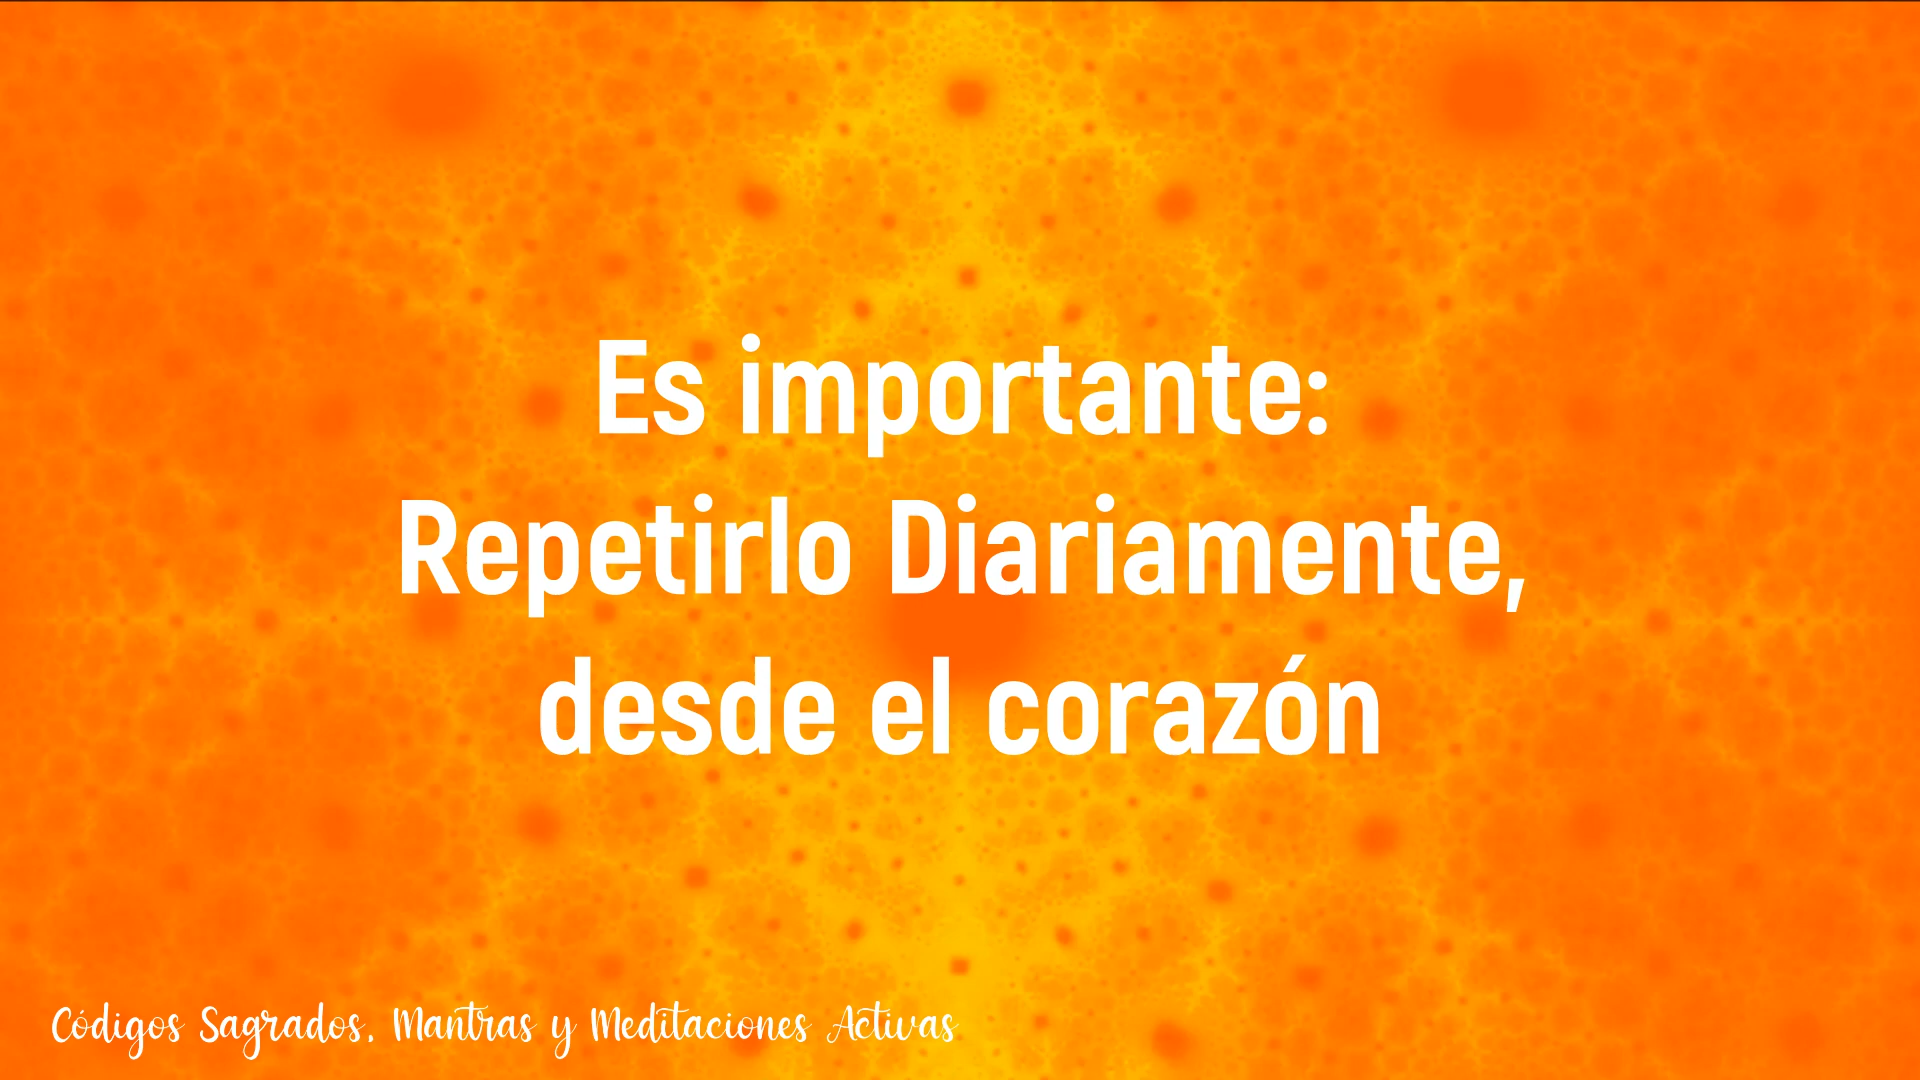 Es importante:
Repetirlo Diariamente,
desde el corazón
Códigos Sagrados, Mantras y Meditaciones Activas